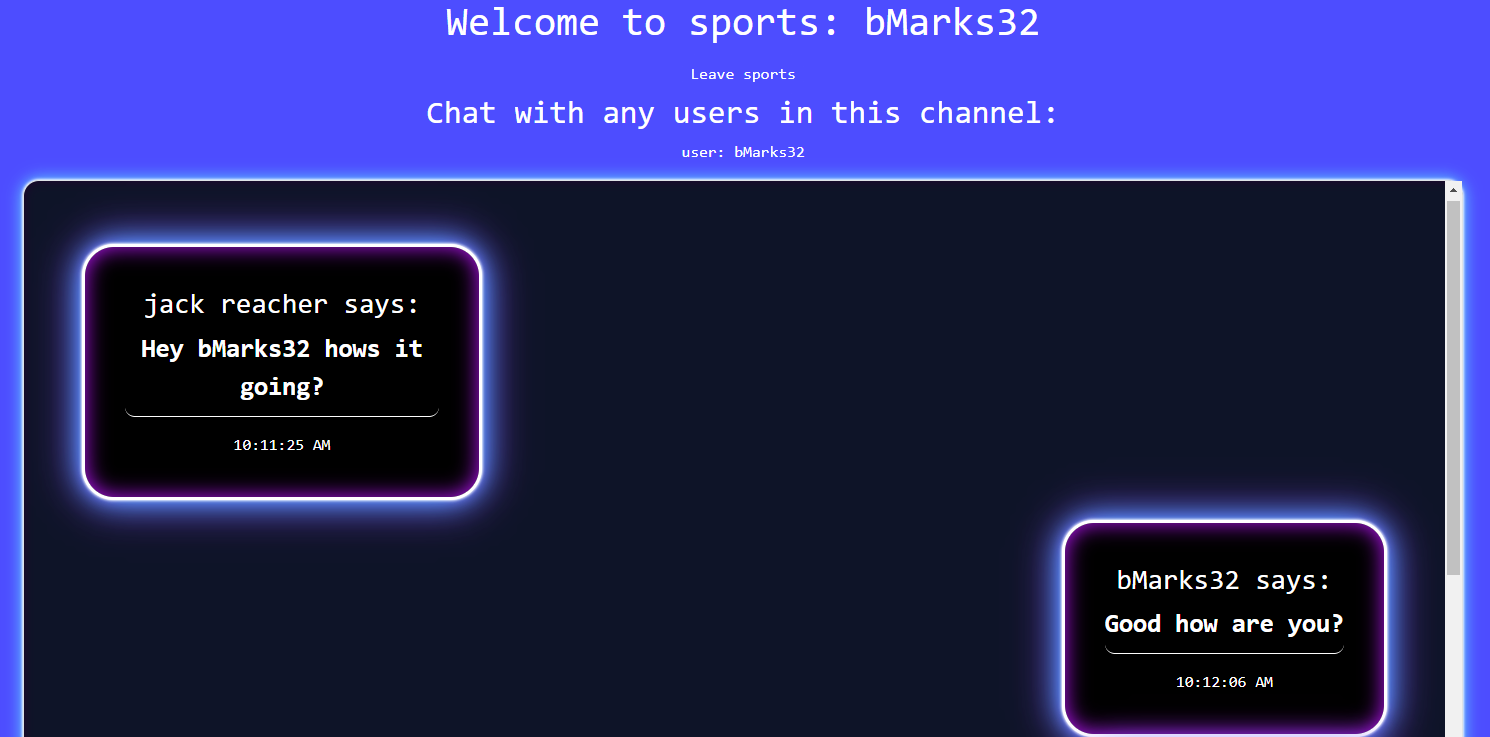 Welcome to sports: bMarks32
Leave sports
Chat with any users in this channel:
user: bMarks32
jack reacher says:
Hey bMarks32 hows it
going?
10:11:25 AM
bMarks32 says:
Good how are you?
10:12:06 AM